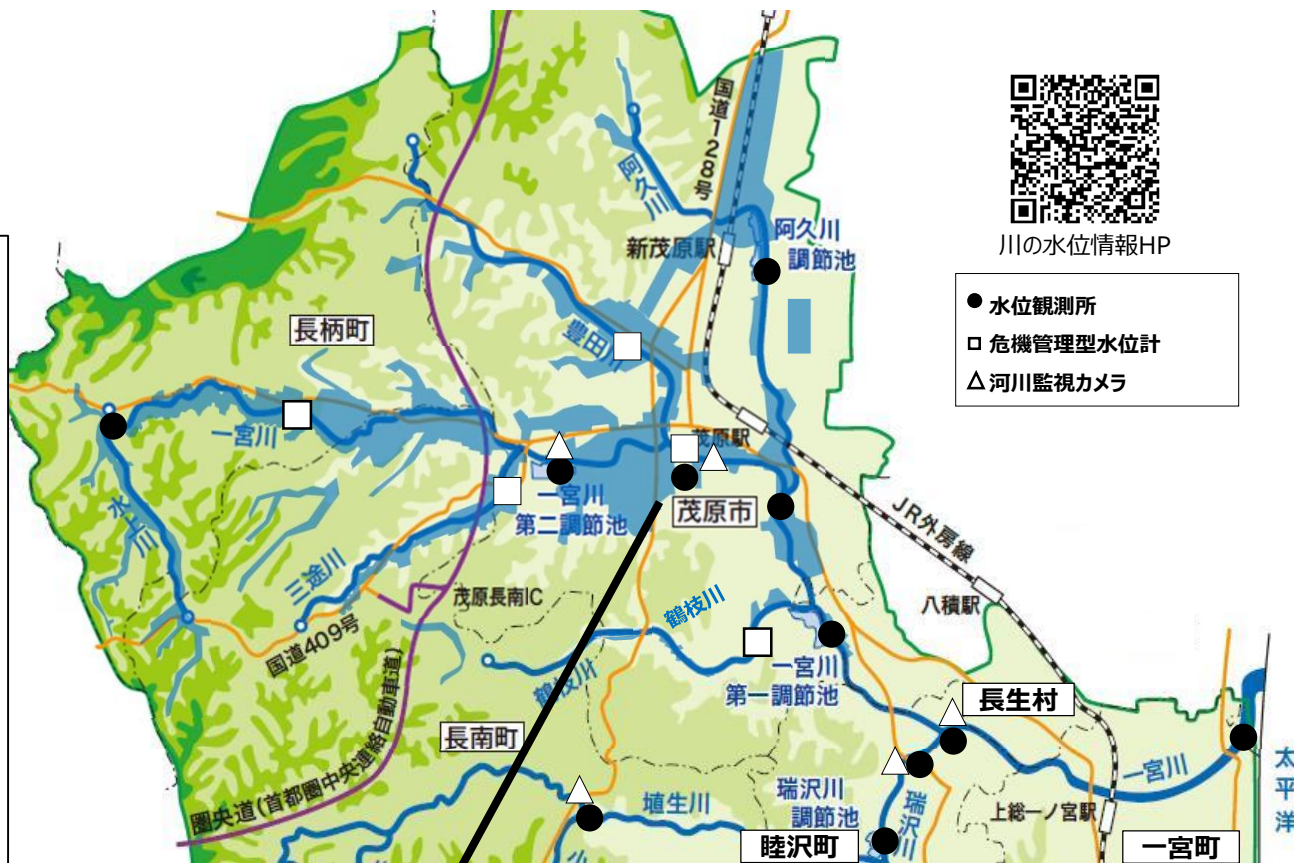 国道128号
阿久川
川の水位情報HP
新茂原駅
阿久川
調節池
水位観測所
危機管理型水位計
河川監視カメラ
長柄町
豊田川
一宮川
茂原駅
一宮川
第二調節池
茂原市
水上川
三途川
JR外房線
茂原長南IC
八積駅
鶴枝川
国道409号
一宮川
第一調節池
鶴枝川
長生村
長南町
圏央道(首都圏中央連絡自動車道)
一宮川
太平洋
埴生川
瑞沢川
調節池
瑞沢川
上総一ノ宮駅
睦沢町
一宮町
小